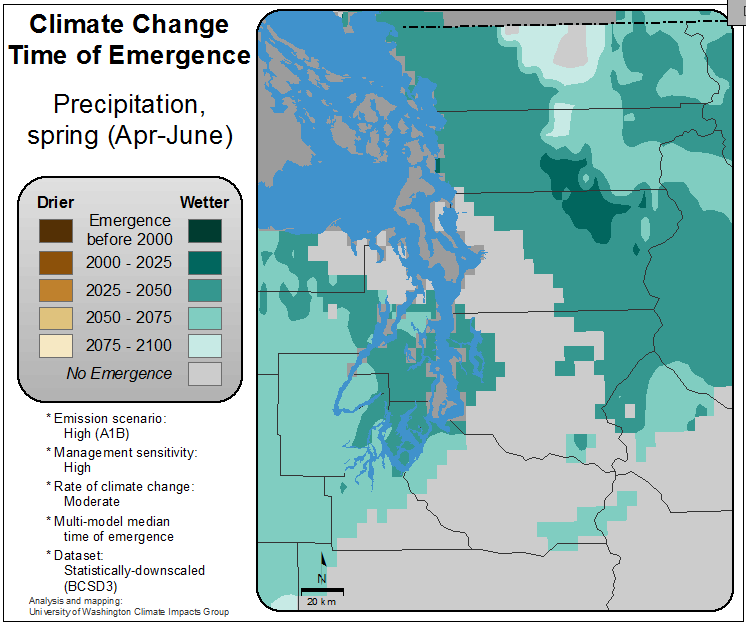 Climate Change
Time of Emergence
Precipitation,
spring (Apr-June)
Drier Wetter
Emergence
before 2000
2000 - 2025
2025 - 2050
2050 - 2075
2075 - 2100
No Emergence
* Emission scenario:
High (A1B)
* Management sensitivity:
High
* Rate of climate change:
Moderate
* Multi-model median
time of emergence
* Dataset:
Statistically-downscaled
(BCSD3)
Analysis and mapping:
University of Washington Climate Impacts Group
N
20 km